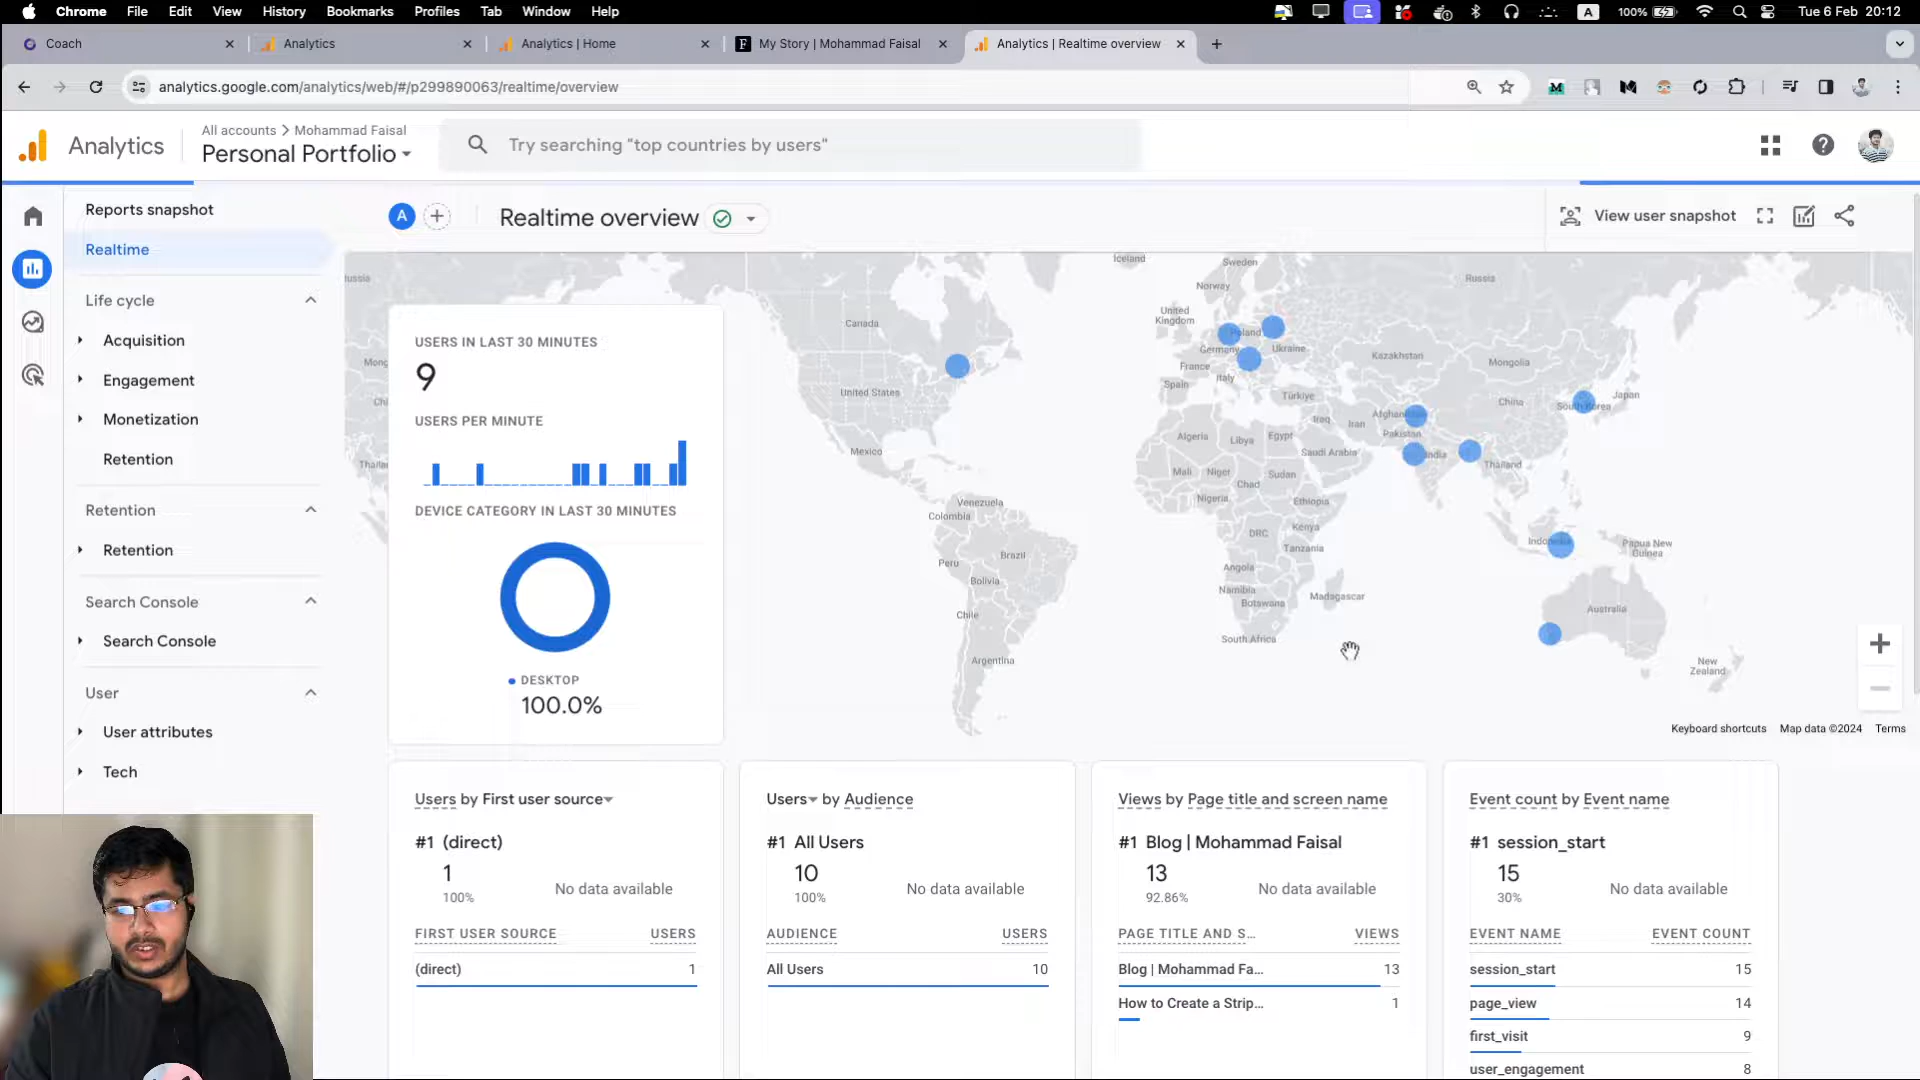 Chrome File Edit View History Bookmarks Profiles Tab Window Help
A 100% Tue 6 Feb 20:12
Coach
Analytics
Analytics | Home
F My Story | Mohammad Faisal
Analytics | Realtime overview
analytics.google.com/analytics/web/#/p299890063/realtime/overview
Analytics
All accounts > Mohammad Faisal
Personal Portfolio
Try searching "top countries by users"
Reports snapshot
Realtime
Life cycle
Acquisition
Engagement
Monetization
Retention
Retention
Retention
Search Console
Search Console
User
User attributes
Tech
A
Realtime overview
View user snapshot
USERS IN LAST 30 MINUTES
9
USERS PER MINUTE
DEVICE CATEGORY IN LAST 30 MINUTES
DESKTOP
100.0%
Iceland
Sweden
Norway
Russia
United
Kingdom
Poland
Germany
Ukraine
France
Italy
Spain
Türkiye
Kazakhstan
Mongolia
Canada
United States
Mexico
China
Japan
South Korea
Afghanistan
Iraq
Iran
Pakistan
India
Thailand
Algeria
Libya
Egypt
Saudi Arabia
Mali
Niger
Sudan
Chad
Nigeria
Ethiopia
Venezuela
Colombia
DRC
Kenya
Tanzania
Brazil
Peru
Bolivia
Angola
Namibia
Botswana
Madagascar
Chile
South Africa
Argentina
Indonesia
Papua New
Guinea
Australia
New
Zealand
Keyboard shortcuts Map data ©2024 Terms
Users by First user source
#1 (direct)
1
100%
No data available
FIRST USER SOURCE USERS
(direct) 1
Users by Audience
#1 All Users
10
100%
No data available
AUDIENCE USERS
All Users 10
Views by Page title and screen name
#1 Blog | Mohammad Faisal
13
92.86%
No data available
PAGE TITLE AND S... VIEWS
Blog | Mohammad Fa... 13
How to Create a Strip... 1
Event count by Event name
#1 session_start
15
30%
No data available
EVENT NAME EVENT COUNT
session_start 15
page_view 14
first_visit 9
user_engagement 8